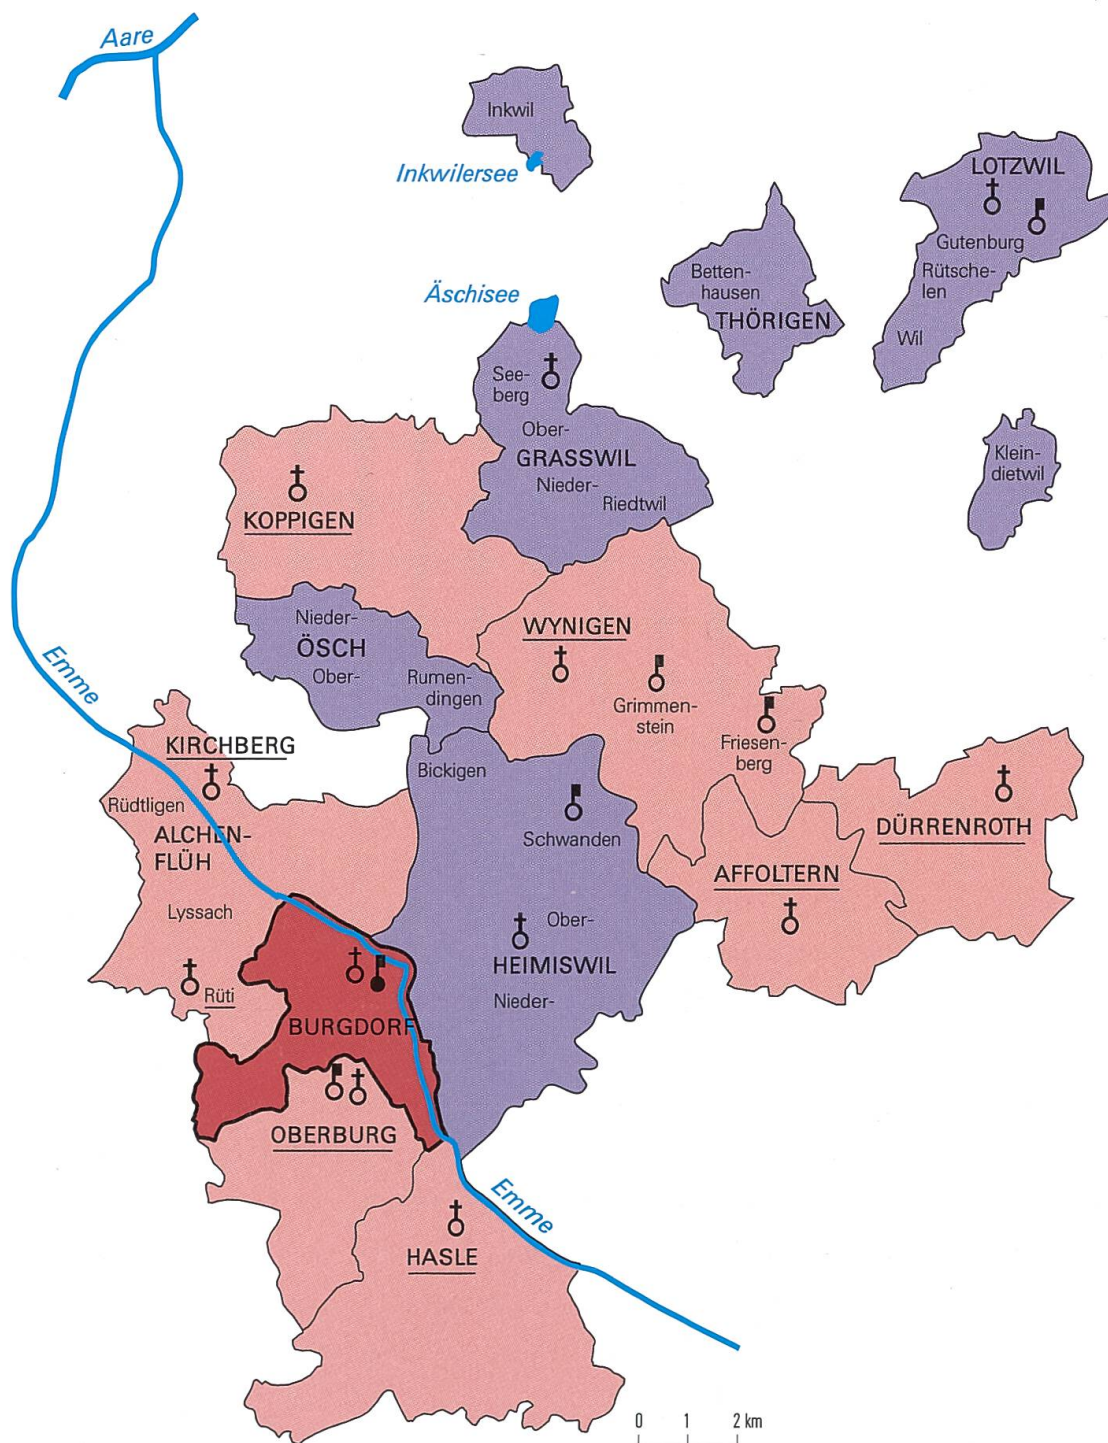 Aare
Inkwil
Inkwilersee
LOTZWIL
Gutenburg
Rütsche-
len
Wil
Betten-
hausen
THÖRIGEN
Äschisee
See-
berg
Ober-
GRASSWIL
Nieder-
Riedtwil
Klein-
dietwil
KOPPIGEN
Nieder-
ÖSCH
Ober-
Rumen-
dingen
WYNIGEN
Grimmen-
stein
Friesen-
berg
Emme
KIRCHBERG
Rüdtligen
ALCHEN-
FLÜH
Lyssach
Rüti
Bickigen
Schwanden
Ober-
HEIMISWIL
Nieder-
AFFOLTERN
DÜRRENROTH
BURGDORF
OBERBURG
HASLE
Emme
0 1 2 km